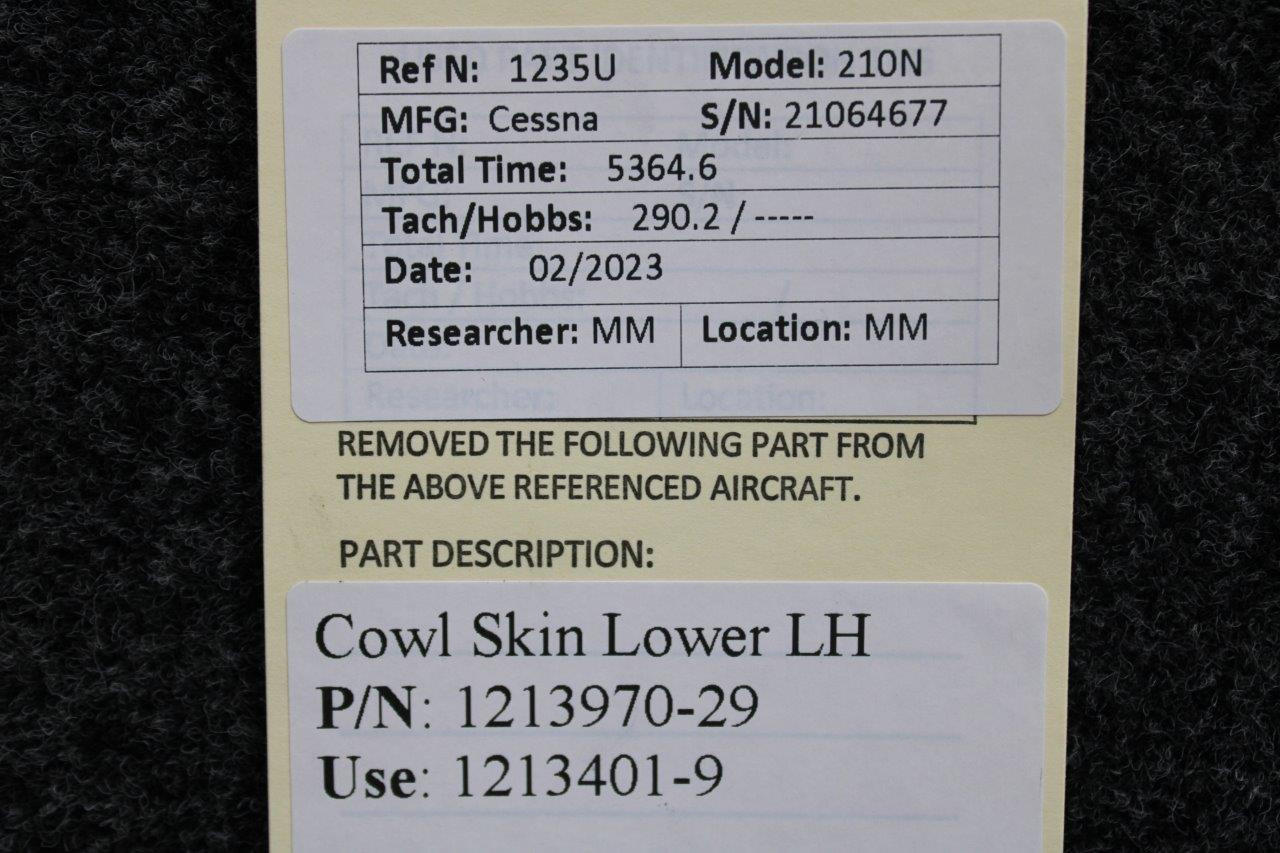 Ref N: 1235U Model: 210N
MFG: Cessna S/N: 21064677
Total Time: 5364.6
Tach/Hobbs: 290.2 / -----
Date: 02/2023
Researcher: MM Location: MM
REMOVED THE FOLLOWING PART FROM
THE ABOVE REFERENCED AIRCRAFT.
PART DESCRIPTION:
Cowl Skin Lower LH
P/N: 1213970-29
Use: 1213401-9